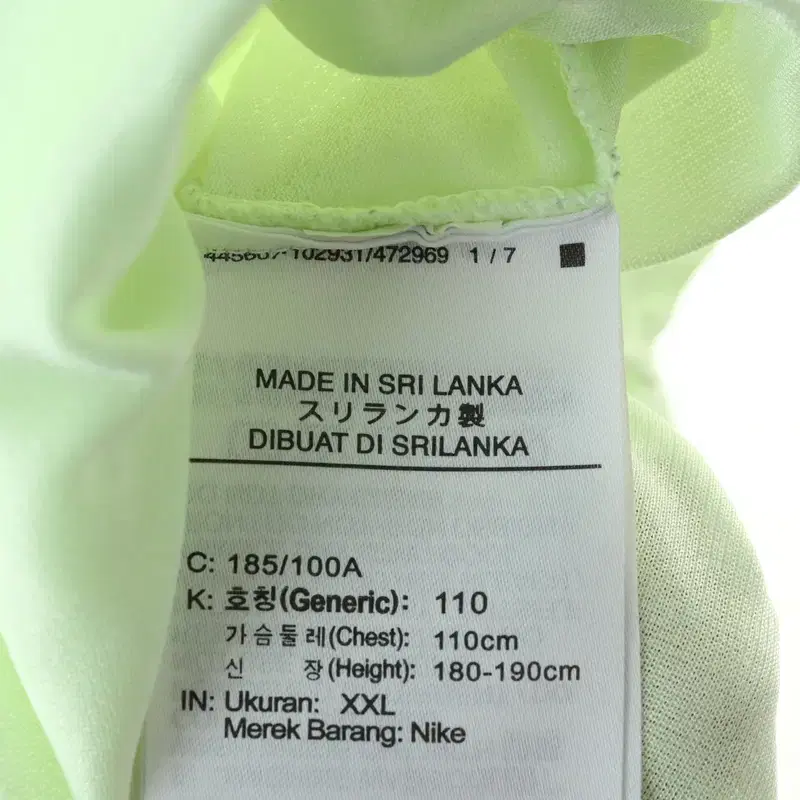 445607-102931/472969 1 / 7
MADE IN SRI LANKA
スリランカ製
DIBUAT DI SRILANKA
C: 185/100A
K: 호칭(Generic): 110
가슴둘레(Chest): 110cm
신 장(Height): 180-190cm
IN: Ukuran: XXL
Merek Barang: Nike